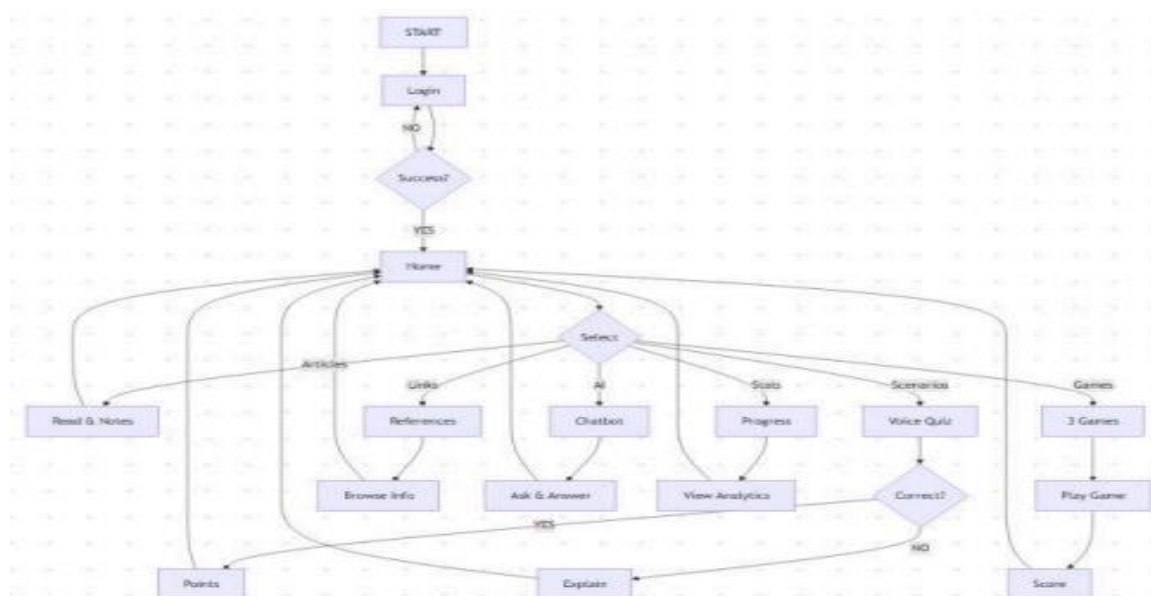 START
Login
NO
Success?
YES
Home
Select
Articles
Links
AI
Stats
Scenarios
Games
Read & Notes
References
Chatbot
Progress
Voice Quiz
3 Games
Browse Info
Ask & Answer
View Analytics
Correct?
Play Game
YES
NO
Points
Explain
Score